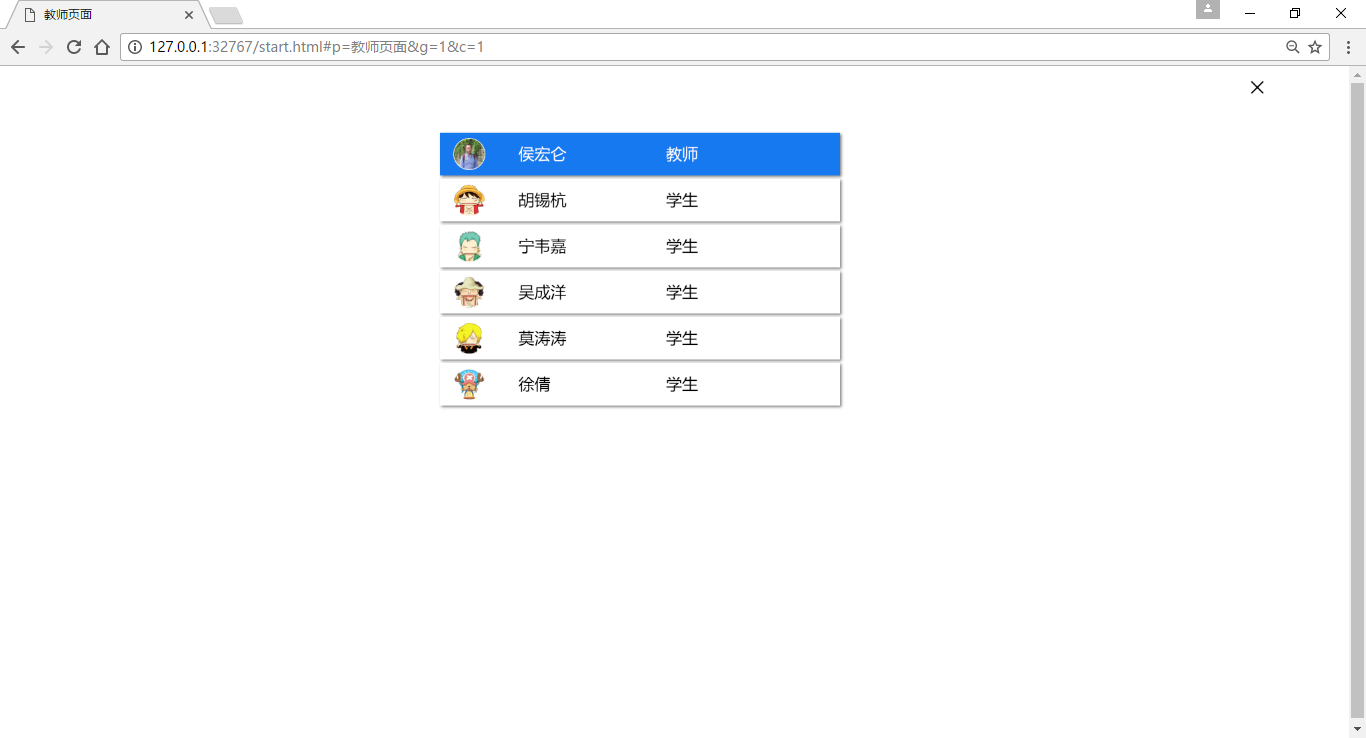 教师页面
127.0.0.1:32767/start.html#p=教师页面&g=1&c=1
侯宏仑 教师
胡锡杭 学生
宁韦嘉 学生
吴成洋 学生
莫涛涛 学生
徐倩 学生